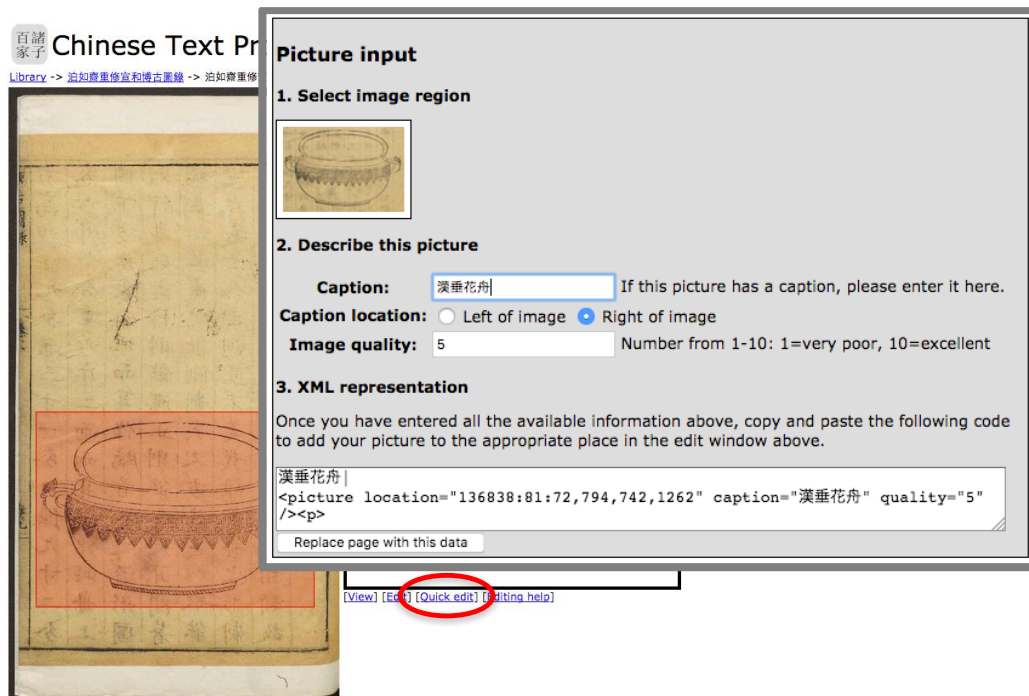 諸子百家
Chinese Text Pr
Library -> 泊如齋重修宣和博古圖錄 -> 泊如齋重修
Picture input
1. Select image region
2. Describe this picture
Caption: 漢垂花舟 If this picture has a caption, please enter it here.
Caption location: Left of image Right of image
Image quality: 5 Number from 1-10: 1=very poor, 10=excellent
3. XML representation
Once you have entered all the available information above, copy and paste the following code
to add your picture to the appropriate place in the edit window above.
漢垂花舟|
<picture location="136838:81:72,794,742,1262" caption="漢垂花舟" quality="5"
/><p>
Replace page with this data
[View] [Edit] [Quick edit] [Editing help]